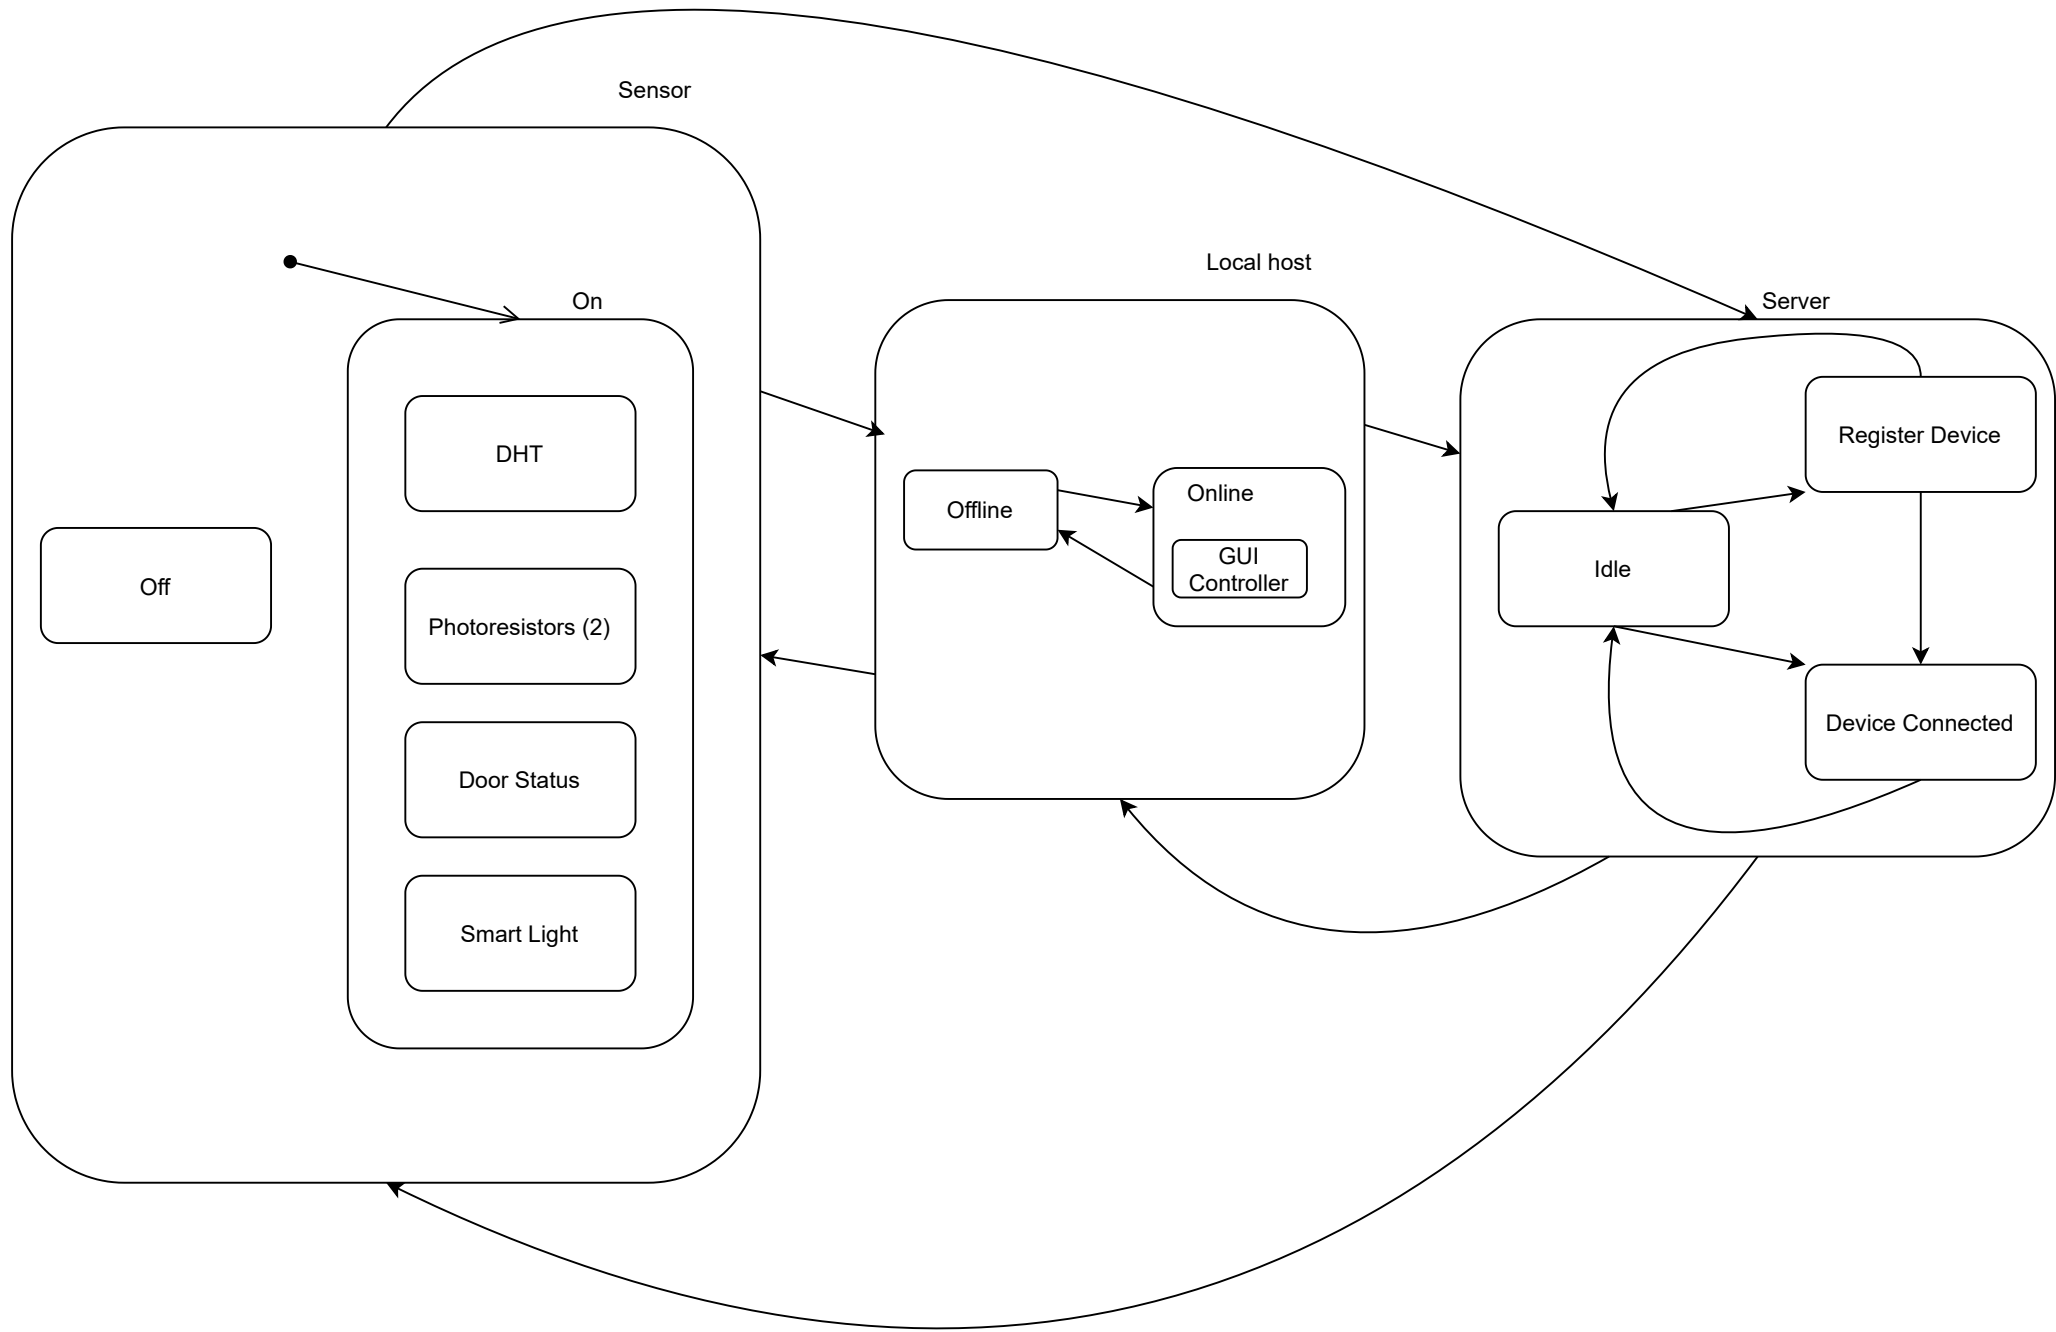 Sensor
On
DHT
Off
Photoresistors (2)
Door Status
Smart Light
Local host
Offline
Online
GUI
Controller
Server
Register Device
Idle
Device Connected